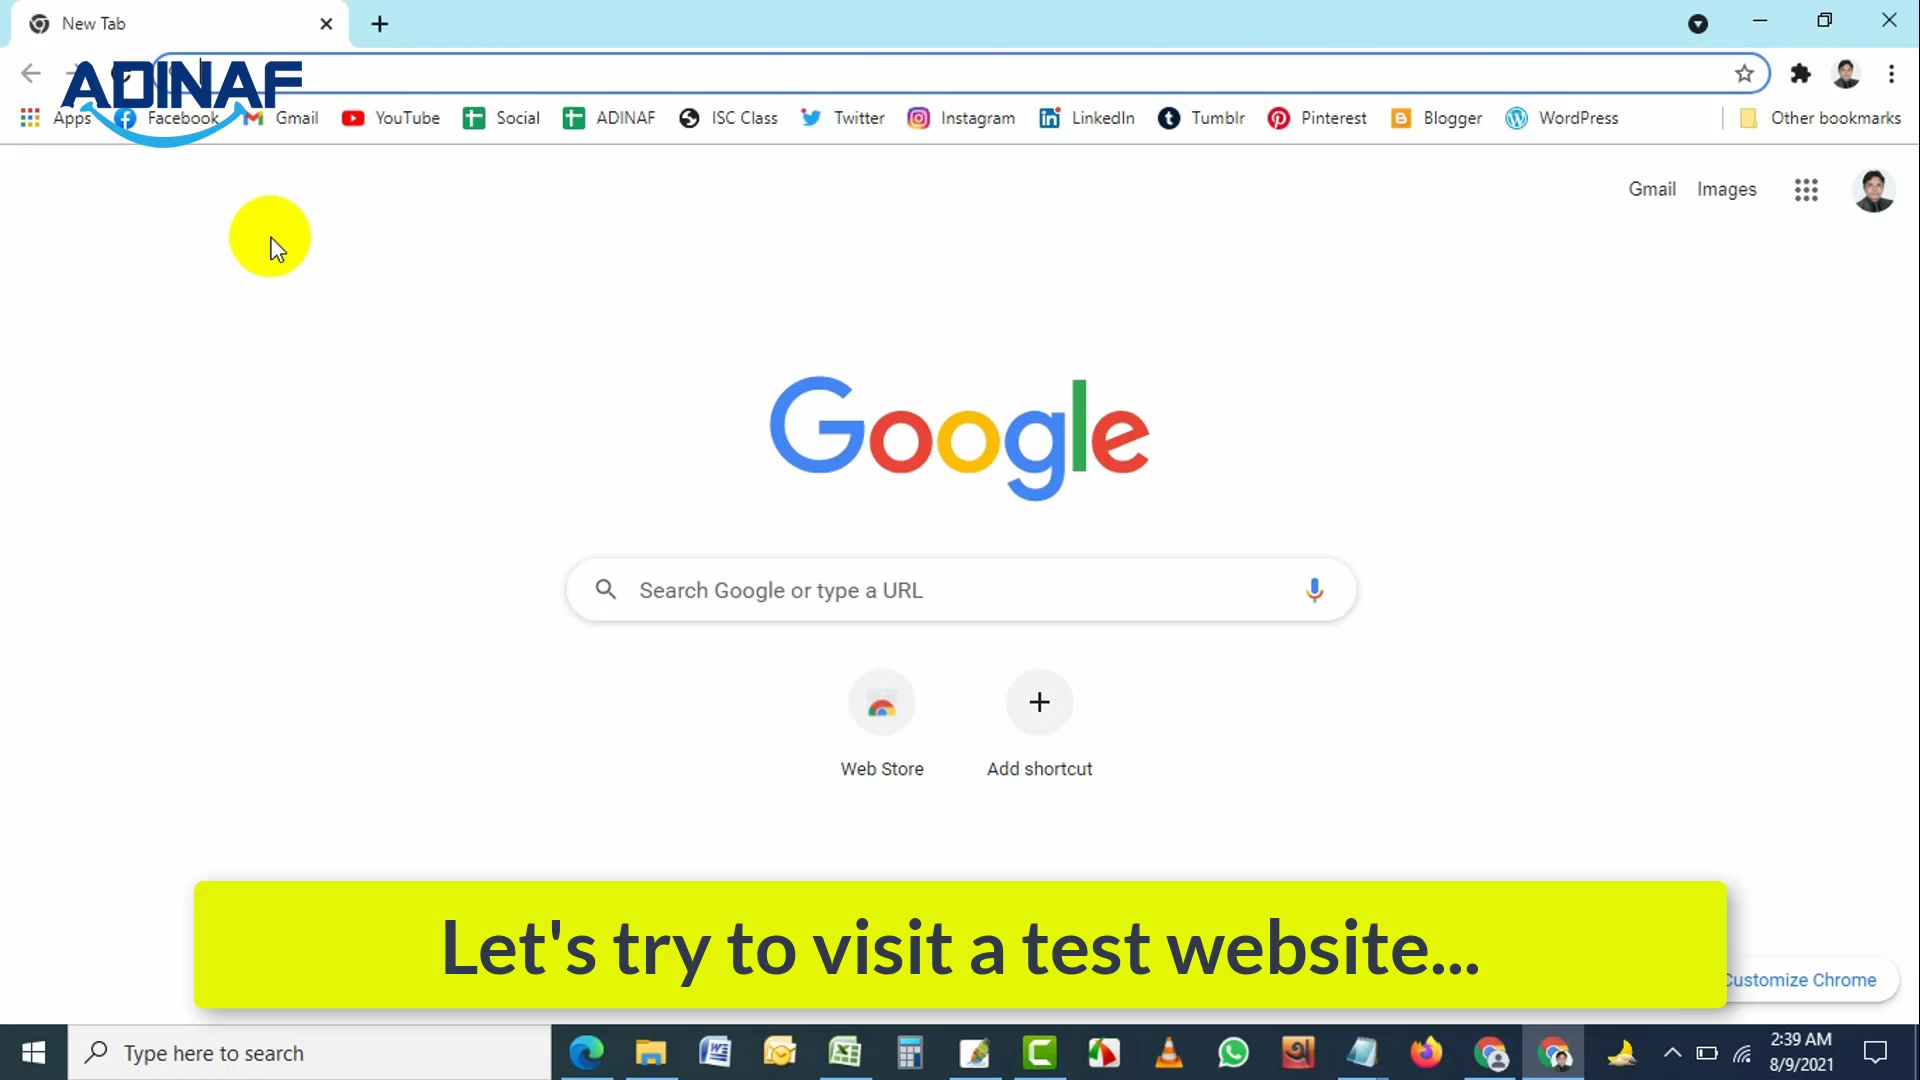 New Tab
ADINAF
Apps
Facebook
Gmail
YouTube
Social
ADINAF
ISC Class
Twitter
Instagram
LinkedIn
Tumblr
Pinterest
Blogger
WordPress
Other bookmarks
Gmail
Images
Google
Search Google or type a URL
Web Store
Add shortcut
Let's try to visit a test website...
Customize Chrome
Type here to search
2:39 AM
8/9/2021